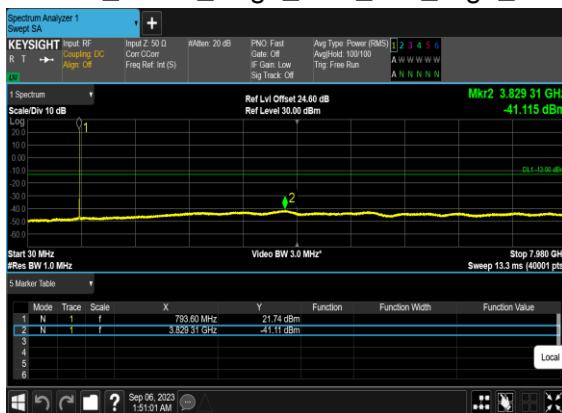 Spectrum Analyzer 1
Swept SA
KEYSIGHT
R T
Input: RF
Coupling: DC
Align: Off
Input Z: 50 Ω
Corr CCorr
Freq Ref: Int (S)
#Atten: 20 dB
PNO: Fast
Gate: Off
IF Gain: Low
Sig Track: Off
Avg Type: Power (RMS)
Avg|Hold: 100/100
Trig: Free Run
1 2 3 4 5 6
A W W W W W
A N N N N N
1 Spectrum
Scale/Div 10 dB
Ref Lvl Offset 24.60 dB
Ref Level 30.00 dBm
Mkr2 3.829 31 GHz
-41.115 dBm
Log
20.0
10.0
0.00
-10.0
-20.0
-30.0
-40.0
-50.0
-60.0
1
2
DL1 -13.00 dBm
Start 30 MHz
#Res BW 1.0 MHz
Video BW 3.0 MHz*
Stop 7.980 GHz
Sweep 13.3 ms (40001 pts)
5 Marker Table
Mode Trace Scale X Y Function Function Width Function Value
1 N 1 f 793.60 MHz 21.74 dBm
2 N 1 f 3.829 31 GHz -41.11 dBm
3
4
5
6
Local
?
Sep 06, 2023
1:51:01 AM